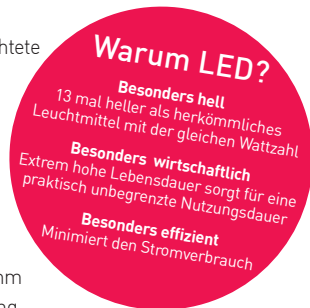 htete
Warum LED?
Besonders hell
13 mal heller als herkömmliches
Leuchtmittel mit der gleichen Wattzahl
Besonders wirtschaftlich
Extrem hohe Lebensdauer sorgt für eine
praktisch unbegrenzte Nutzungsdauer
Besonders effizient
Minimiert den Stromverbrauch